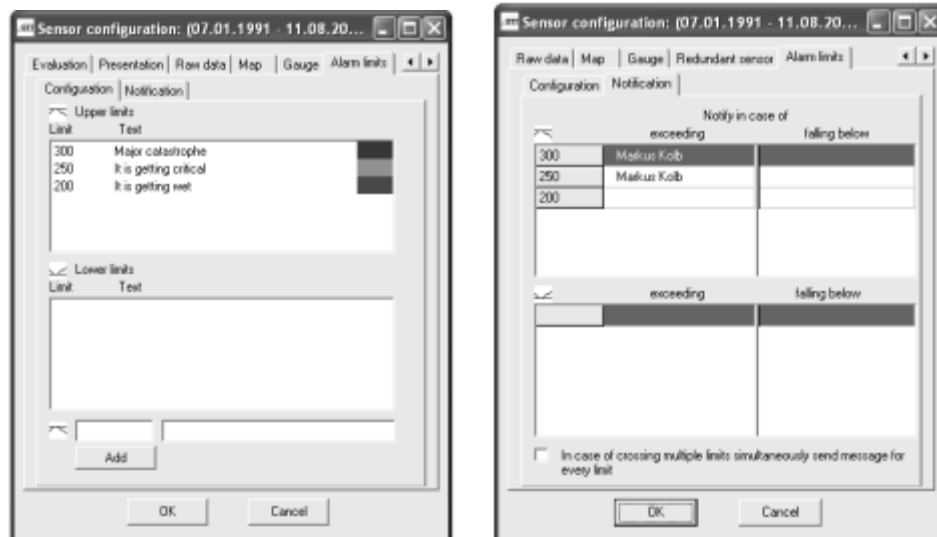 Sensor configuration: (07.01.1991 - 11.08.20...
Evaluation Presentation Raw data Map Gauge Alarm limits
Configuration Notification
Upper limits
Limit Text
300 Major catastrophe
250 It is getting critical
200 It is getting wet
Lower limits
Limit Text
Add
OK Cancel
Sensor configuration: (07.01.1991 - 11.08.20...
Raw data Map Gauge Redundant sensor Alarm limits
Configuration Notification
Notify in case of
exceeding falling below
300 Markus Kolb
250 Markus Kolb
200
exceeding falling below
In case of crossing multiple limits simultaneously send message for
every limit
OK Cancel